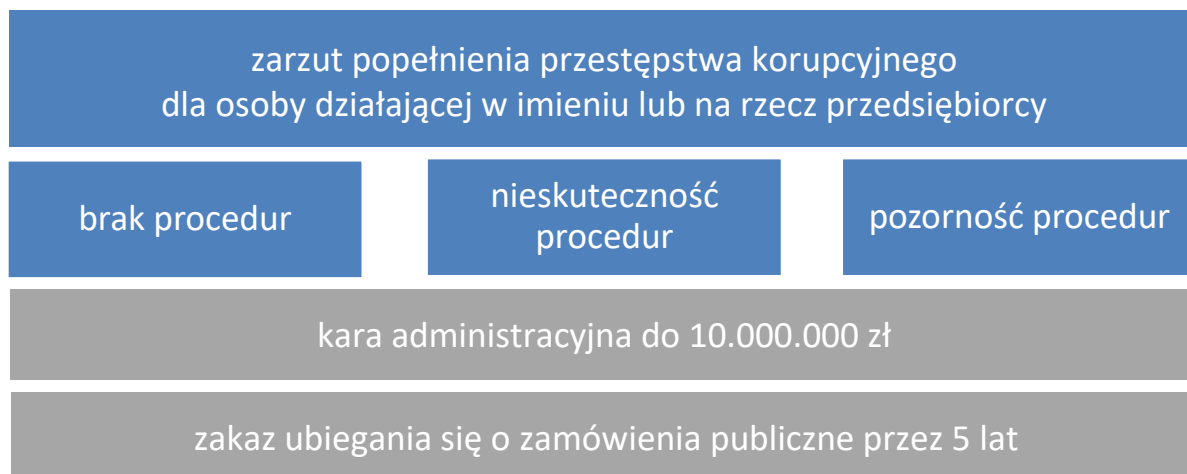 zarzut popełnienia przestępstwa korupcyjnego
dla osoby działającej w imieniu lub na rzecz przedsiębiorcy
brak procedur
nieskuteczność
procedur
pozorność procedur
kara administracyjna do 10.000.000 zł
zakaz ubiegania się o zamówienia publiczne przez 5 lat